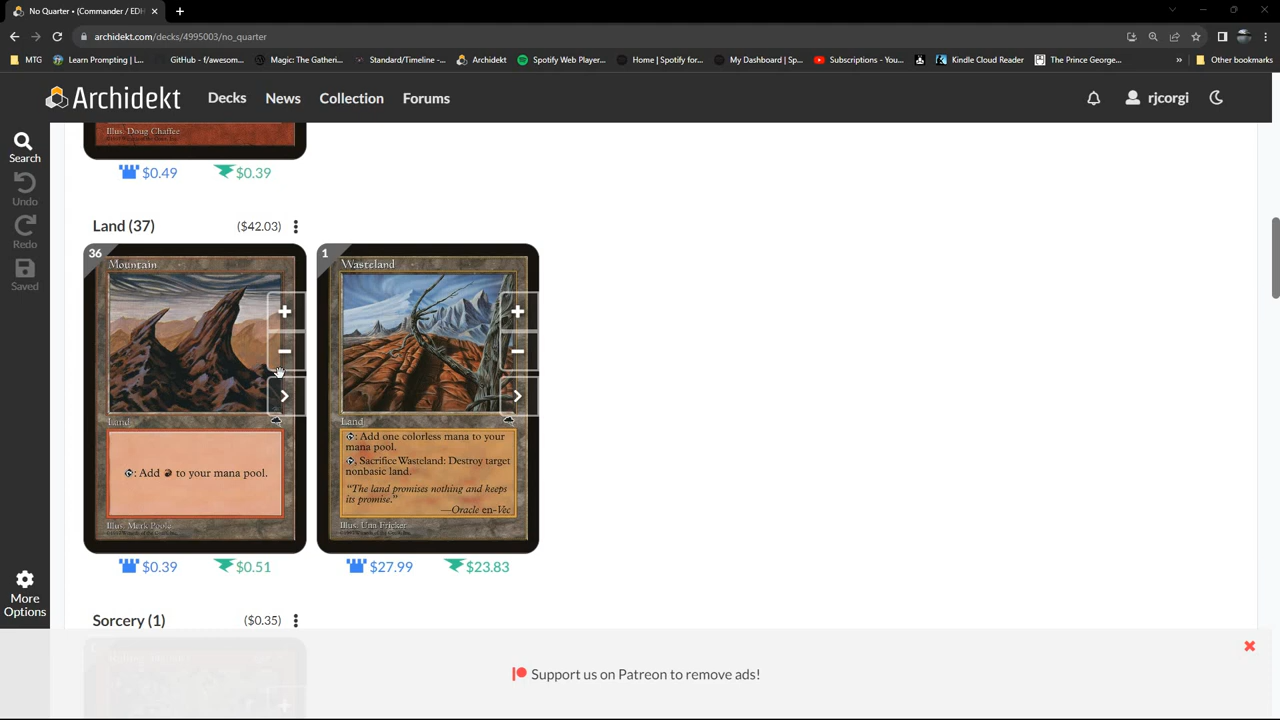 No Quarter • (Commander / EDH
archidekt.com/decks/4995003/no_quarter
MTG
Learn Prompting | L...
GitHub - f/awesom...
Magic: The Gatheri...
Standard/Timeline -...
Archidekt
Spotify Web Player...
Home | Spotify for...
My Dashboard | Sp...
Subscriptions - You...
Kindle Cloud Reader
The Prince George...
»
Other bookmarks
Archidekt
Decks
News
Collection
Forums
rjcorgi
Search
Undo
Redo
Saved
More
Options
Illus. Doug Chaffee
$0.49
$0.39
Land (37)
($42.03)
36
Mountain
Land
: Add to your mana pool.
Illus. Mark Poole
$0.39
$0.51
1
Wasteland
Land
: Add one colorless mana to your
mana pool.
, Sacrifice Wasteland: Destroy target
nonbasic land.
"The land promises nothing and keeps
its promise."
—Oracle en-Vec
Illus. Una Fricker
$27.99
$23.83
Sorcery (1)
($0.35)
Support us on Patreon to remove ads!